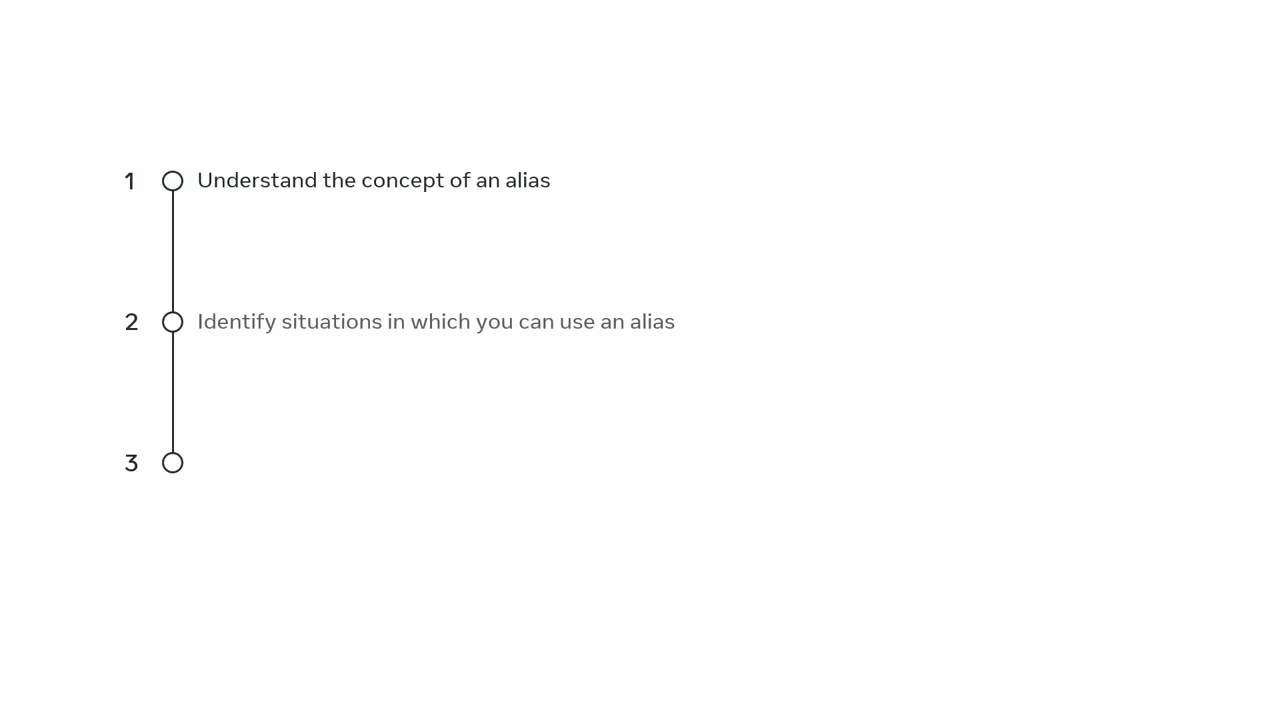 1 Understand the concept of an alias
2 Identify situations in which you can use an alias
3